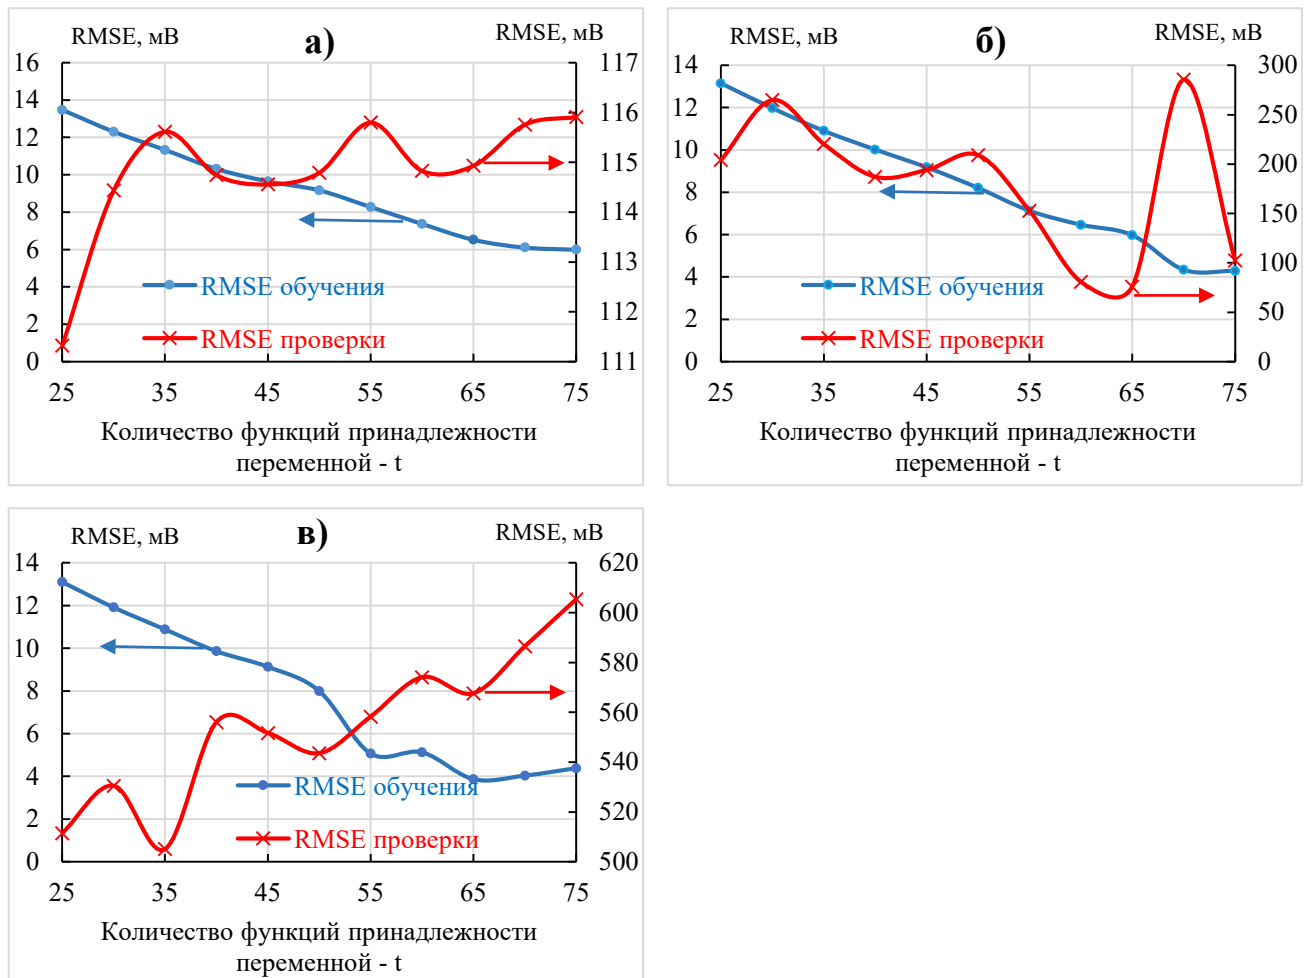 RMSE, мВ
а)
RMSE, мВ
16
14
12
10
8
6
4
2
0
117
116
115
114
113
112
111
RMSE обучения
RMSE проверки
25 35 45 55 65 75
Количество функций принадлежности
переменной - t
RMSE, мВ
б)
RMSE, мВ
14
12
10
8
6
4
2
0
300
250
200
150
100
50
0
RMSE обучения
RMSE проверки
25 35 45 55 65 75
Количество функций принадлежности
переменной - t
RMSE, мВ
в)
RMSE, мВ
14
12
10
8
6
4
2
0
620
600
580
560
540
520
500
RMSE обучения
RMSE проверки
25 35 45 55 65 75
Количество функций принадлежности
переменной - t